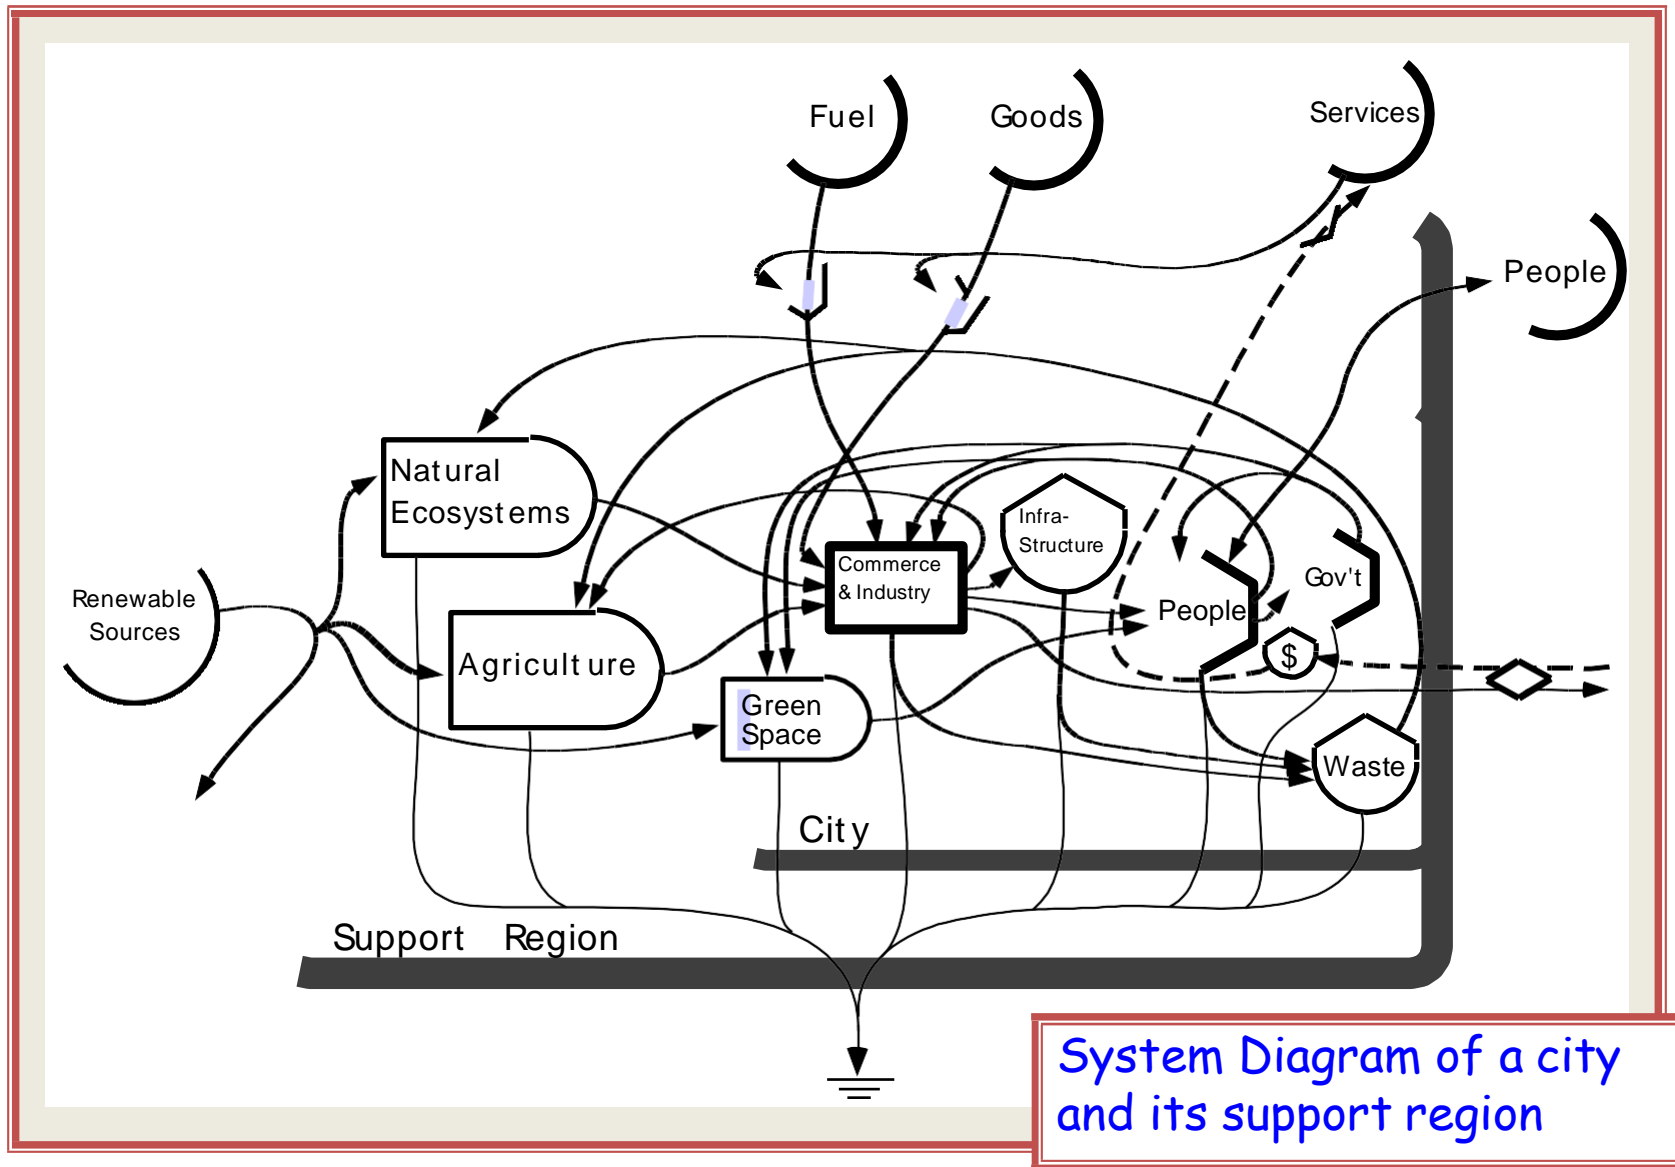 Fuel
Goods
Services
People
Natural
Ecosystems
Infra-
Structure
Commerce
& Industry
Gov't
Renewable
Sources
People
Agriculture
$
Green
Space
Waste
City
Support Region
System Diagram of a city
and its support region